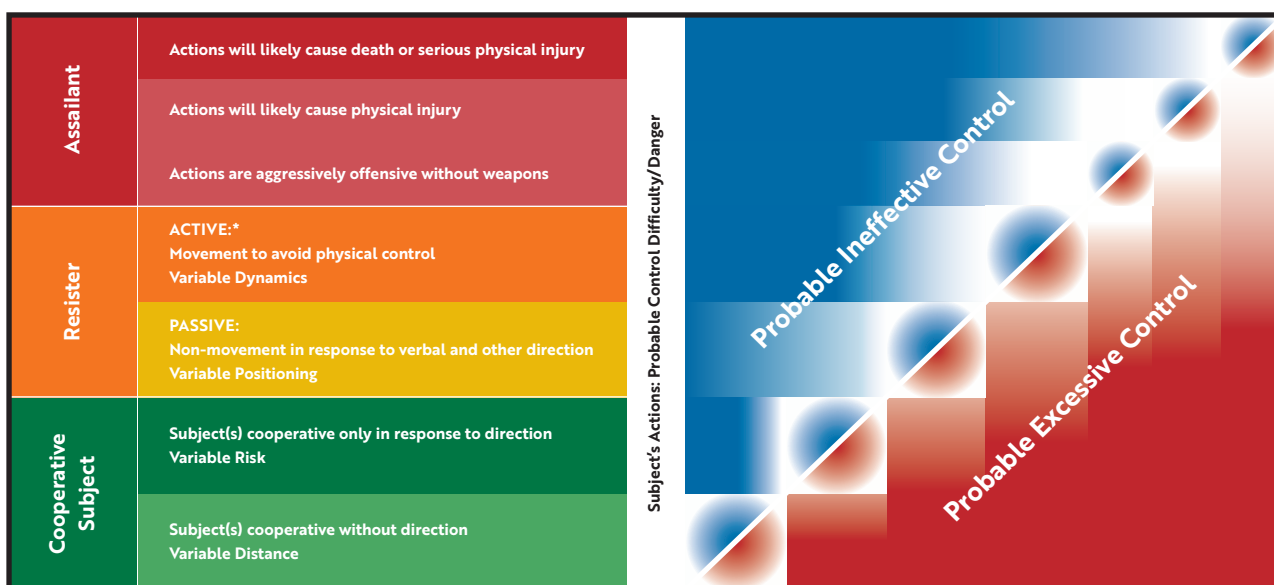 Assailant
Actions will likely cause death or serious physical injury
Actions will likely cause physical injury
Actions are aggressively offensive without weapons
Resister
ACTIVE:*
Movement to avoid physical control
Variable Dynamics
PASSIVE:
Non-movement in response to verbal and other direction
Variable Positioning
Cooperative
Subject
Subject(s) cooperative only in response to direction
Variable Risk
Subject(s) cooperative without direction
Variable Distance
Subject's Actions: Probable Control Difficulty/Danger
Probable Ineffective Control
Probable Excessive Control